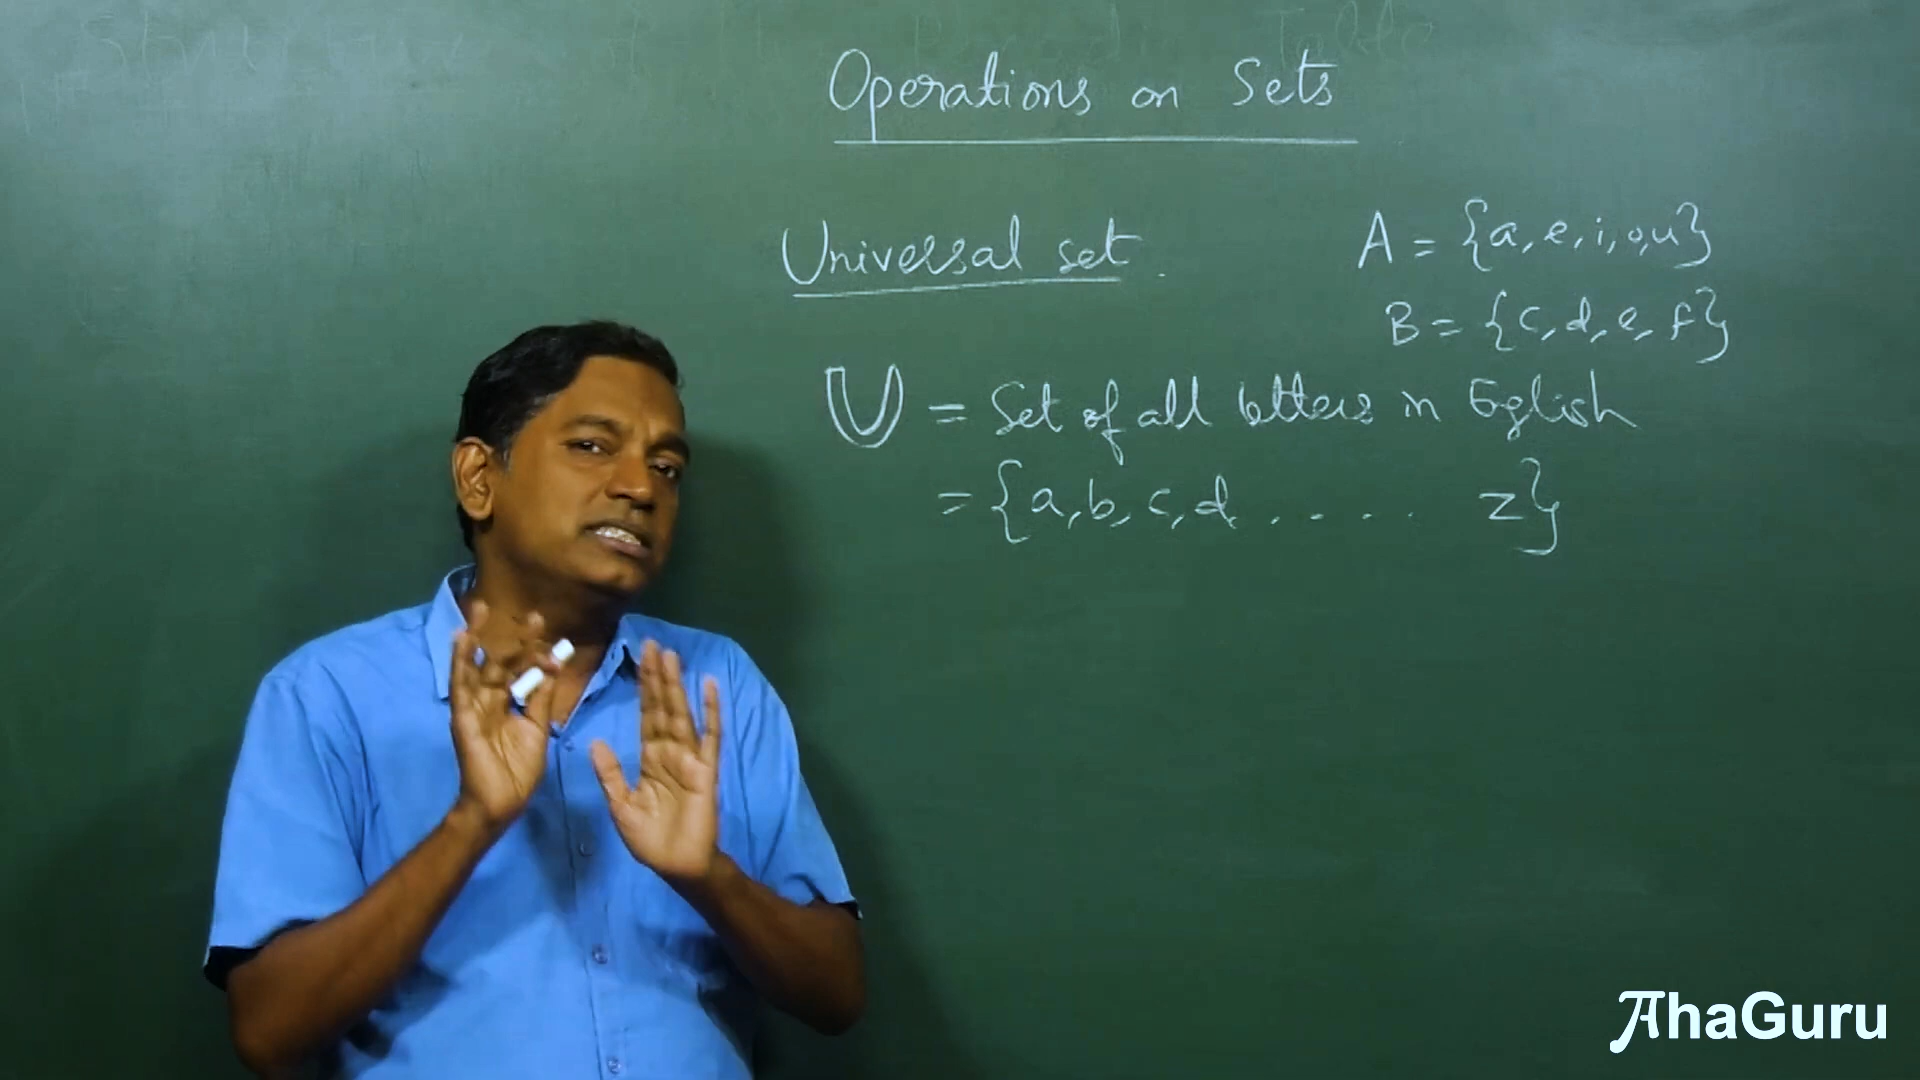 Operations on Sets
Universal set.
A = {a, e, i, o, u}
B = {c, d, e, f}
U = Set of all letters in Eglish
= {a, b, c, d, . . . . z}
AhaGuru